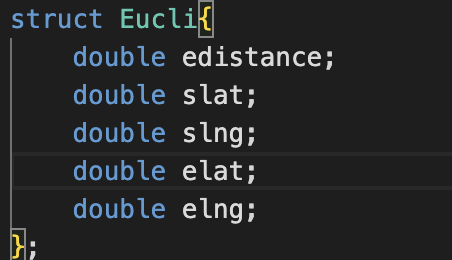 struct Eucli{
    double edistance;
    double slat;
    double slng;
    double elat;
    double elng;
};